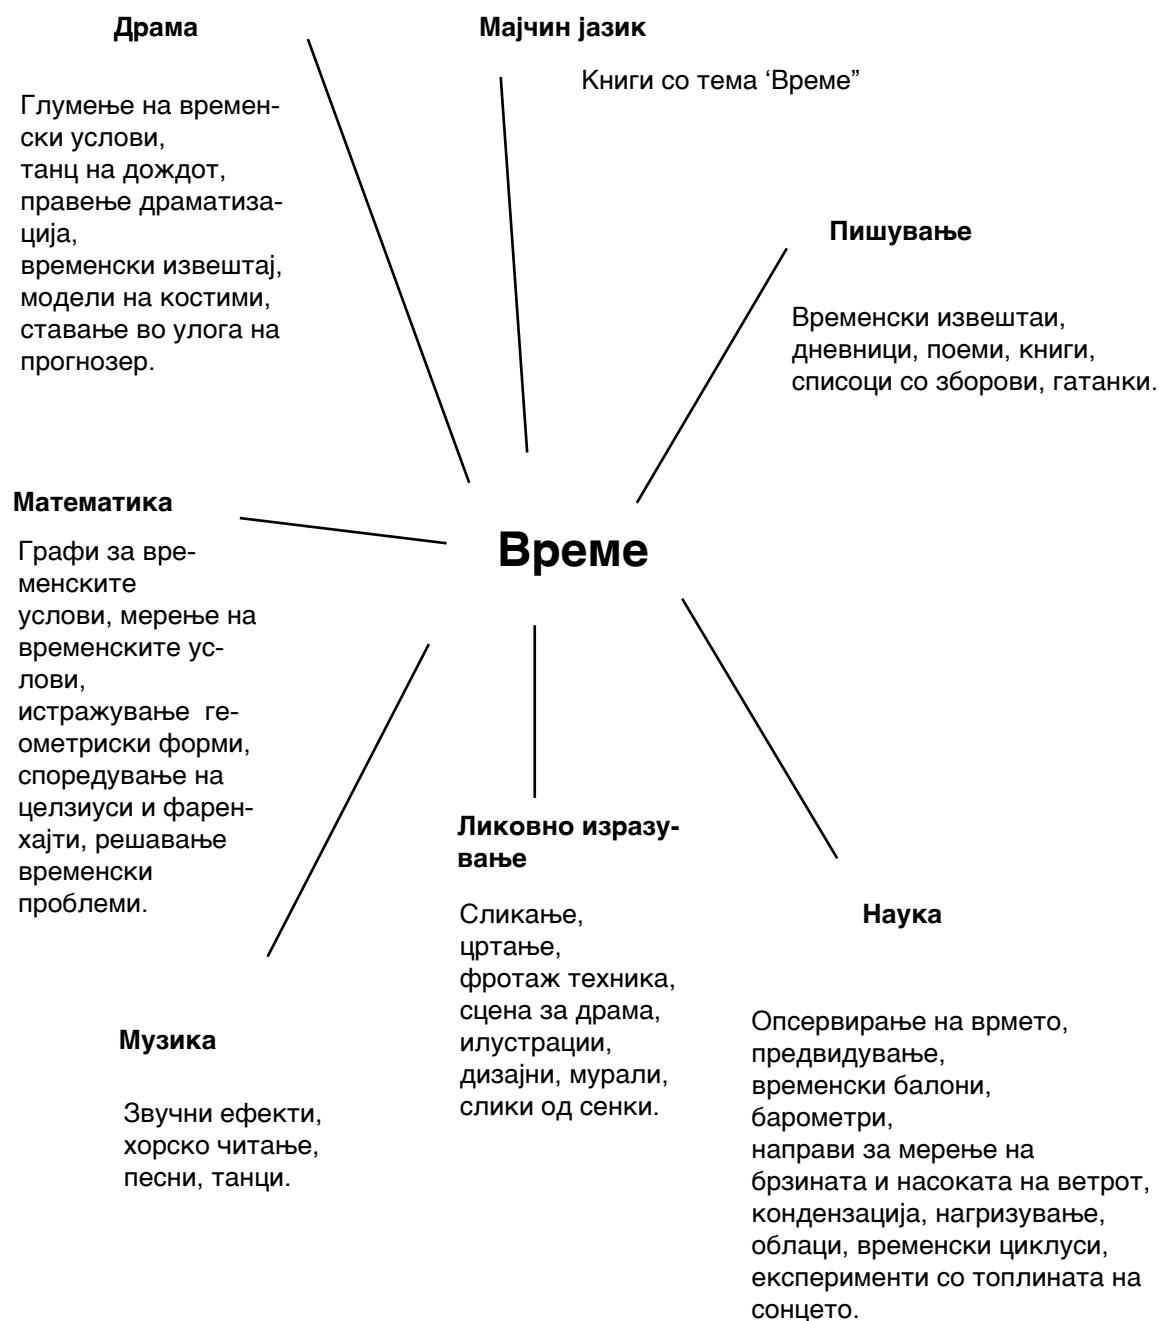 Драма
Глумење на времен-
ски услови,
танц на дождот,
правење драматиза-
ција,
временски извештај,
модели на костими,
ставање во улога на
прогнозер.
Мајчин јазик
Книги со тема ‘Време”
Пишување
Временски извештаи,
дневници, поеми, книги,
списоци со зборови, гатанки.
Математика
Графи за вре-
менските
услови, мерење на
временските ус-
лови,
истражување  ге-
ометриски форми,
споредување на
целзиуси и фарен-
хајти, решавање
временски
проблеми.
Време
Музика
Звучни ефекти,
хорско читање,
песни, танци.
Ликовно изразу-
вање
Сликање,
цртање,
фротаж техника,
сцена за драма,
илустрации,
дизајни, мурали,
слики од сенки.
Наука
Опсервирање на врмето,
предвидување,
временски балони,
барометри,
направи за мерење на
брзината и насоката на ветрот,
кондензација, нагризување,
облаци, временски циклуси,
експерименти со топлината на
сонцето.